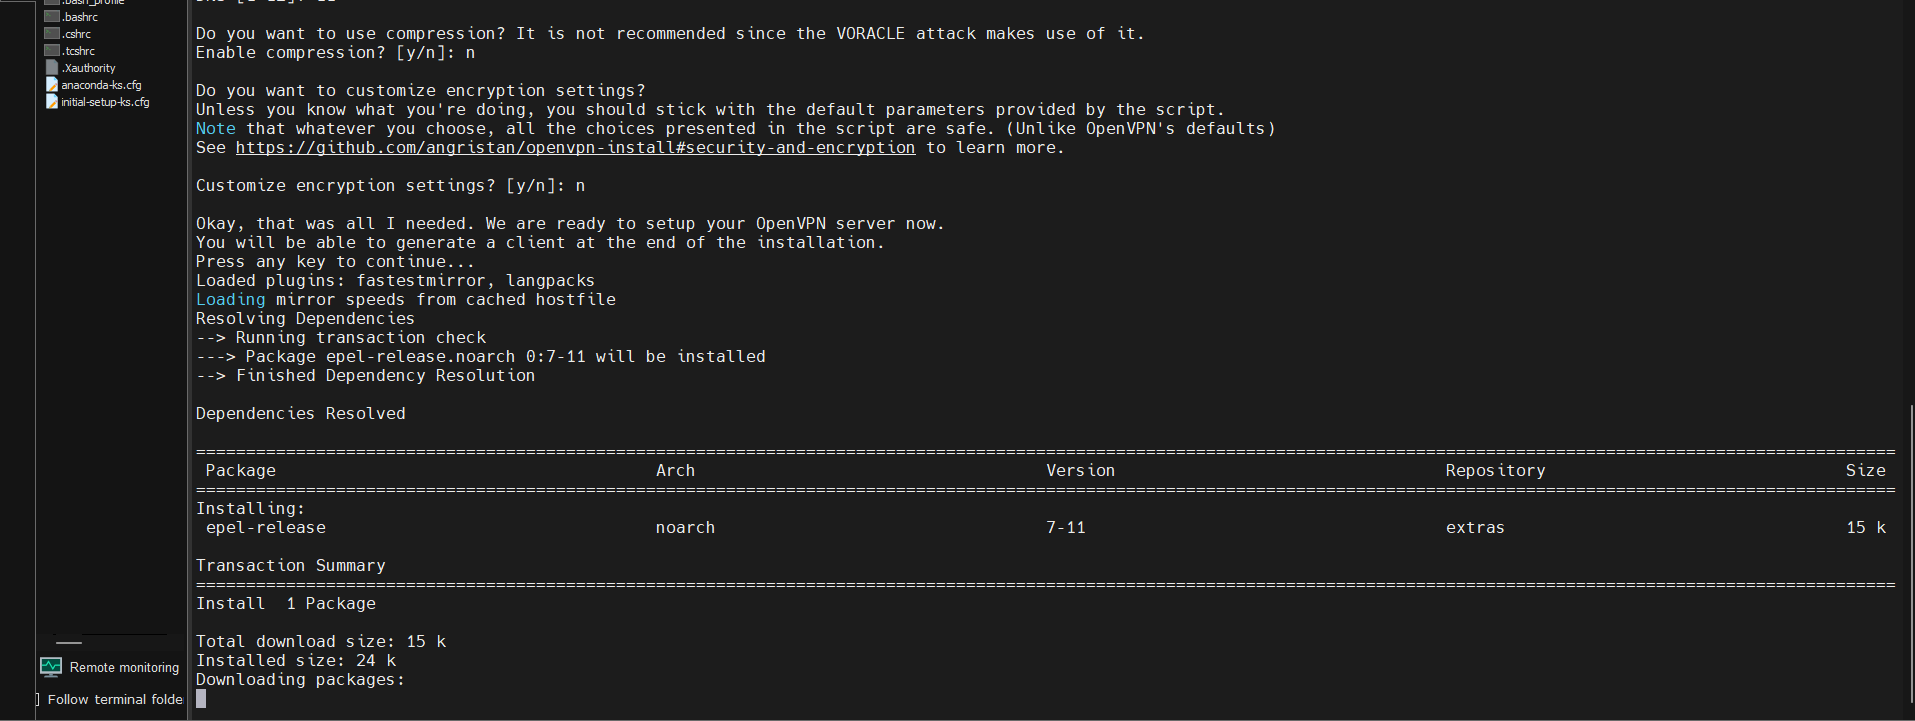 .bash_profile
.bashrc
.cshrc
.tcshrc
.Xauthority
anaconda-ks.cfg
initial-setup-ks.cfg
Remote monitoring
Follow terminal folde
Do you want to use compression? It is not recommended since the VORACLE attack makes use of it.
Enable compression? [y/n]: n
Do you want to customize encryption settings?
Unless you know what you're doing, you should stick with the default parameters provided by the script.
Note that whatever you choose, all the choices presented in the script are safe. (Unlike OpenVPN's defaults)
See https://github.com/angristan/openvpn-install#security-and-encryption to learn more.
Customize encryption settings? [y/n]: n
Okay, that was all I needed. We are ready to setup your OpenVPN server now.
You will be able to generate a client at the end of the installation.
Press any key to continue...
Loaded plugins: fastestmirror, langpacks
Loading mirror speeds from cached hostfile
Resolving Dependencies
--> Running transaction check
---> Package epel-release.noarch 0:7-11 will be installed
--> Finished Dependency Resolution
Dependencies Resolved
Package Arch Version Repository Size
Installing:
epel-release noarch 7-11 extras 15 k
Transaction Summary
Install 1 Package
Total download size: 15 k
Installed size: 24 k
Downloading packages: